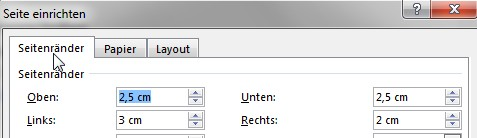 Seite einrichten
Seitenränder Papier Layout
Seitenränder
Oben: 2,5 cm Unten: 2,5 cm
Links: 3 cm Rechts: 2 cm